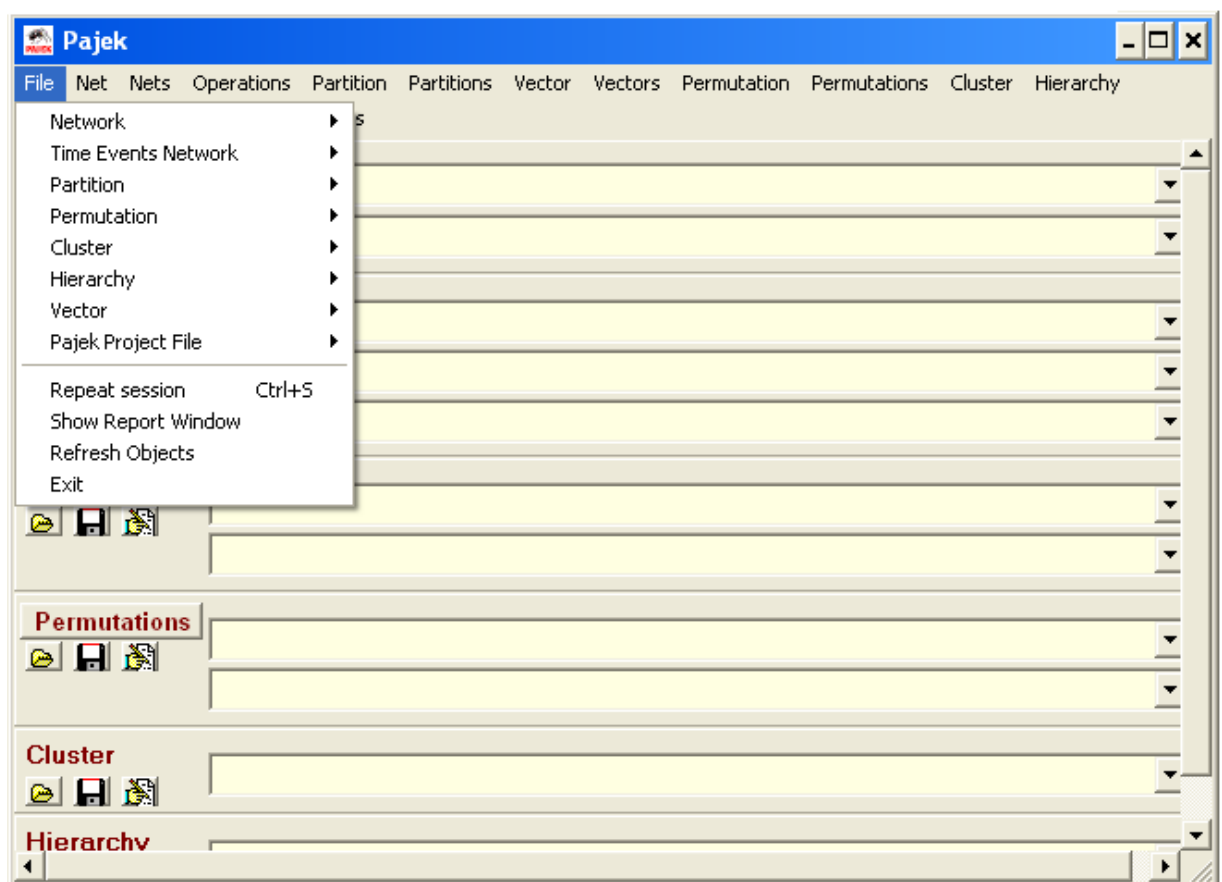 Pajek
File Net Nets Operations Partition Partitions Vector Vectors Permutation Permutations Cluster Hierarchy
s
Network
Time Events Network
Partition
Permutation
Cluster
Hierarchy
Vector
Pajek Project File
Repeat session Ctrl+S
Show Report Window
Refresh Objects
Exit
Permutations
Cluster
Hierarchy